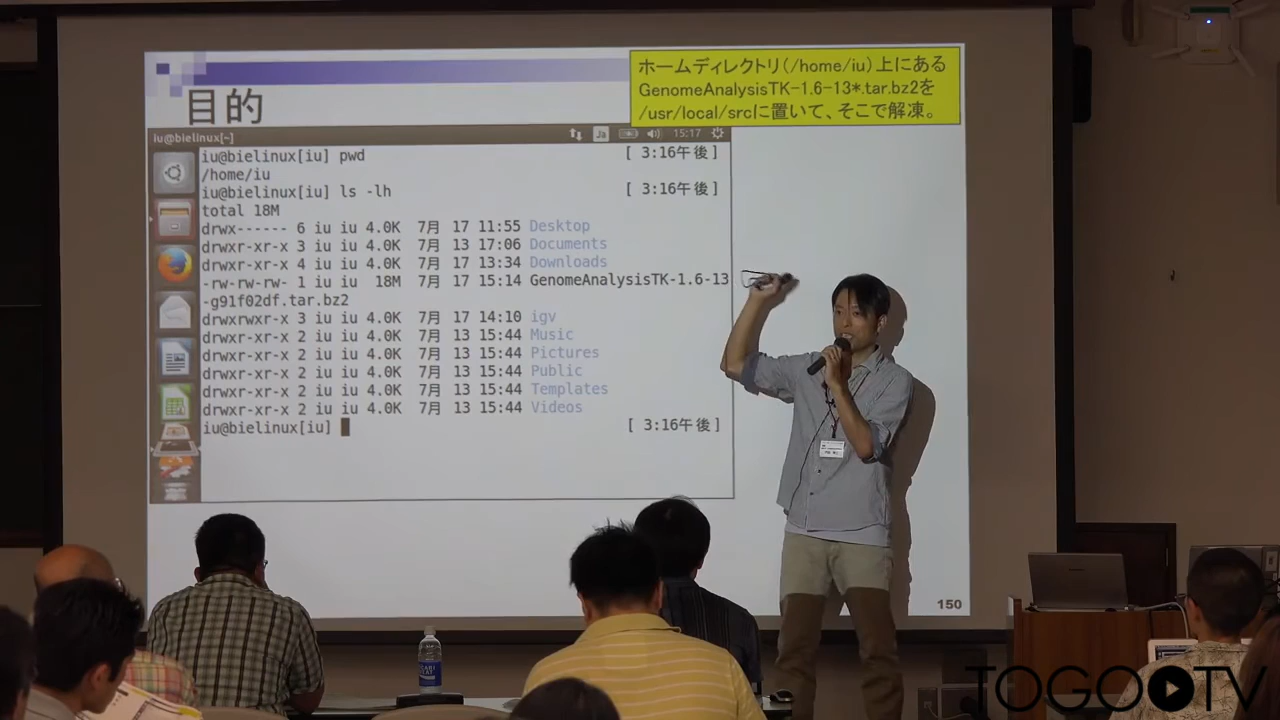 目的
ホームディレクトリ(/home/iu)上にある
GenomeAnalysisTK-1.6-13*.tar.bz2を
/usr/local/srcに置いて、そこで解凍。
iu@bielinux[~]
Ja
15:17
iu@bielinux[iu] pwd [ 3:16午後]
/home/iu
iu@bielinux[iu] ls -lh [ 3:16午後]
total 18M
drwx------ 6 iu iu 4.0K 7月 17 11:55 Desktop
drwxr-xr-x 3 iu iu 4.0K 7月 13 17:06 Documents
drwxr-xr-x 4 iu iu 4.0K 7月 17 13:34 Downloads
-rw-rw-rw- 1 iu iu 18M 7月 17 15:14 GenomeAnalysisTK-1.6-13
-g91f02df.tar.bz2
drwxrwxr-x 3 iu iu 4.0K 7月 17 14:10 igv
drwxr-xr-x 2 iu iu 4.0K 7月 13 15:44 Music
drwxr-xr-x 2 iu iu 4.0K 7月 13 15:44 Pictures
drwxr-xr-x 2 iu iu 4.0K 7月 13 15:44 Public
drwxr-xr-x 2 iu iu 4.0K 7月 13 15:44 Templates
drwxr-xr-x 2 iu iu 4.0K 7月 13 15:44 Videos
iu@bielinux[iu] [ 3:16午後]
150
TOGO TV